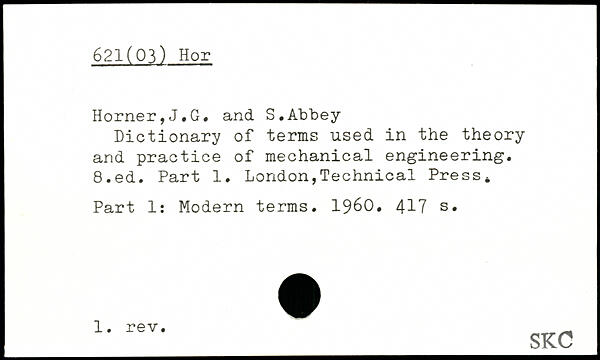 621(03) Hor
Horner,J.G. and S.Abbey
Dictionary of terms used in the theory
and practice of mechanical engineering.
8.ed. Part 1. London,Technical Press.
Part 1: Modern terms. 1960. 417 s.
1. rev.
SKC